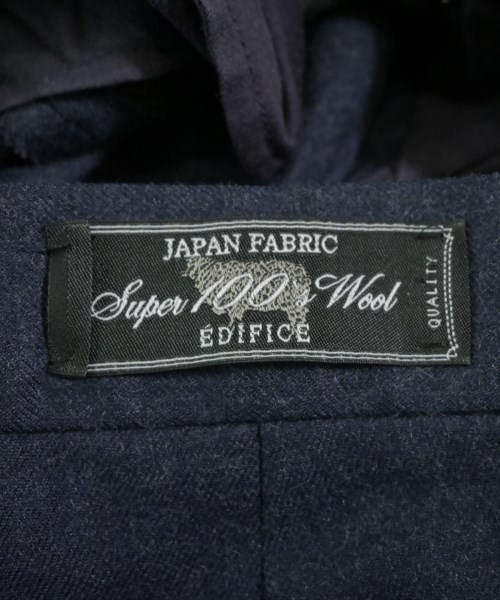 JAPAN FABRIC
Super 100's Wool
ÉDIFICE
QUALITY